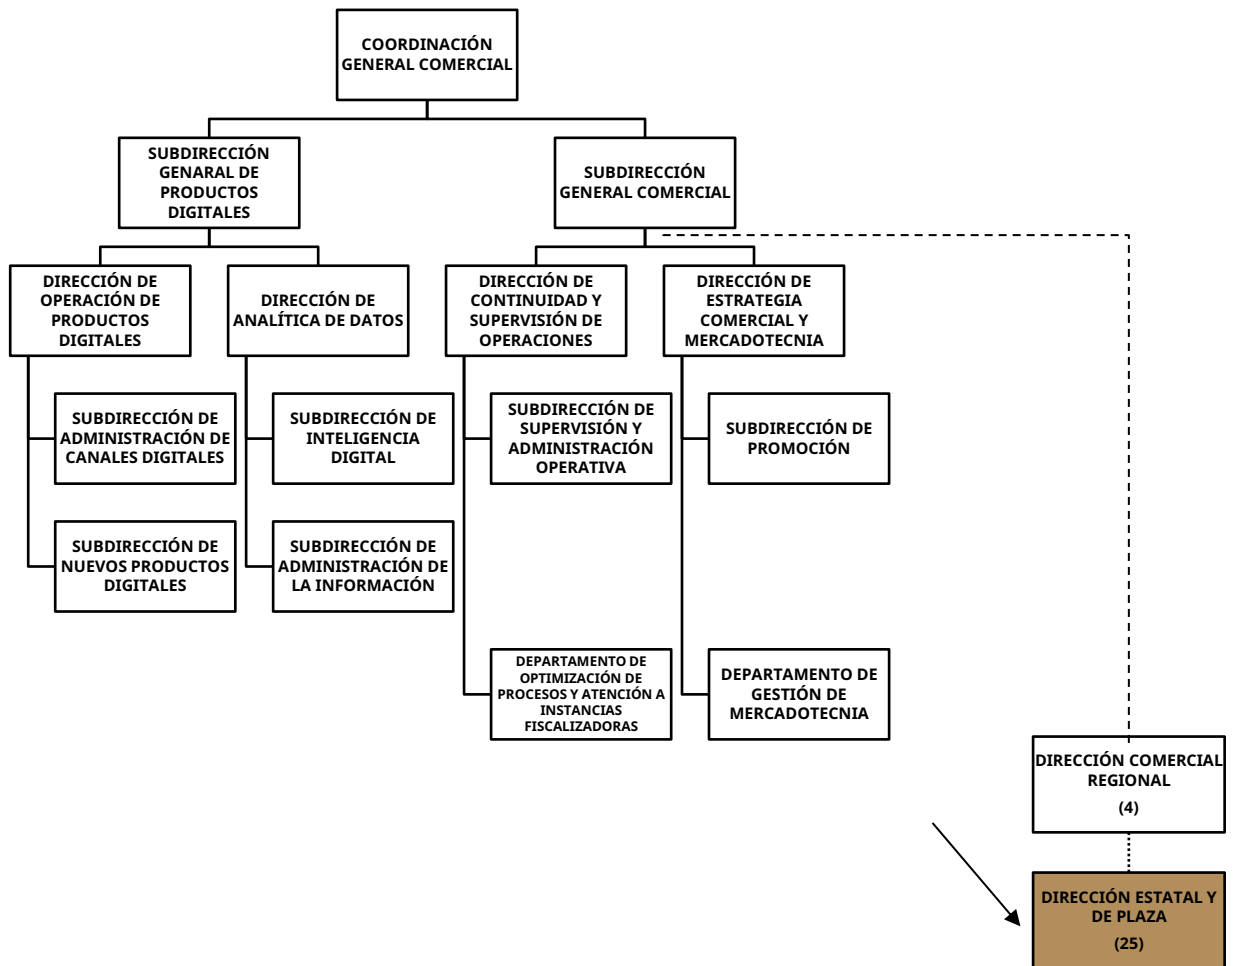 COORDINACIÓN
GENERAL COMERCIAL
SUBDIRECCIÓN
GENARAL DE
PRODUCTOS
DIGITALES
SUBDIRECCIÓN
GENERAL COMERCIAL
DIRECCIÓN DE
OPERACIÓN DE
PRODUCTOS
DIGITALES
DIRECCIÓN DE
ANALÍTICA DE DATOS
DIRECCIÓN DE
CONTINUIDAD Y
SUPERVISIÓN DE
OPERACIONES
DIRECCIÓN DE
ESTRATEGIA
COMERCIAL Y
MERCADOTECNIA
SUBDIRECCIÓN DE
ADMINISTRACIÓN DE
CANALES DIGITALES
SUBDIRECCIÓN DE
INTELIGENCIA
DIGITAL
SUBDIRECCIÓN DE
SUPERVISIÓN Y
ADMINISTRACIÓN
OPERATIVA
SUBDIRECCIÓN DE
PROMOCIÓN
SUBDIRECCIÓN DE
NUEVOS PRODUCTOS
DIGITALES
SUBDIRECCIÓN DE
ADMINISTRACIÓN DE
LA INFORMACIÓN
DEPARTAMENTO DE
OPTIMIZACIÓN DE
PROCESOS Y ATENCIÓN A
INSTANCIAS
FISCALIZADORAS
DEPARTAMENTO DE
GESTIÓN DE
MERCADOTECNIA
DIRECCIÓN COMERCIAL
REGIONAL
(4)
DIRECCIÓN ESTATAL Y
DE PLAZA
(25)